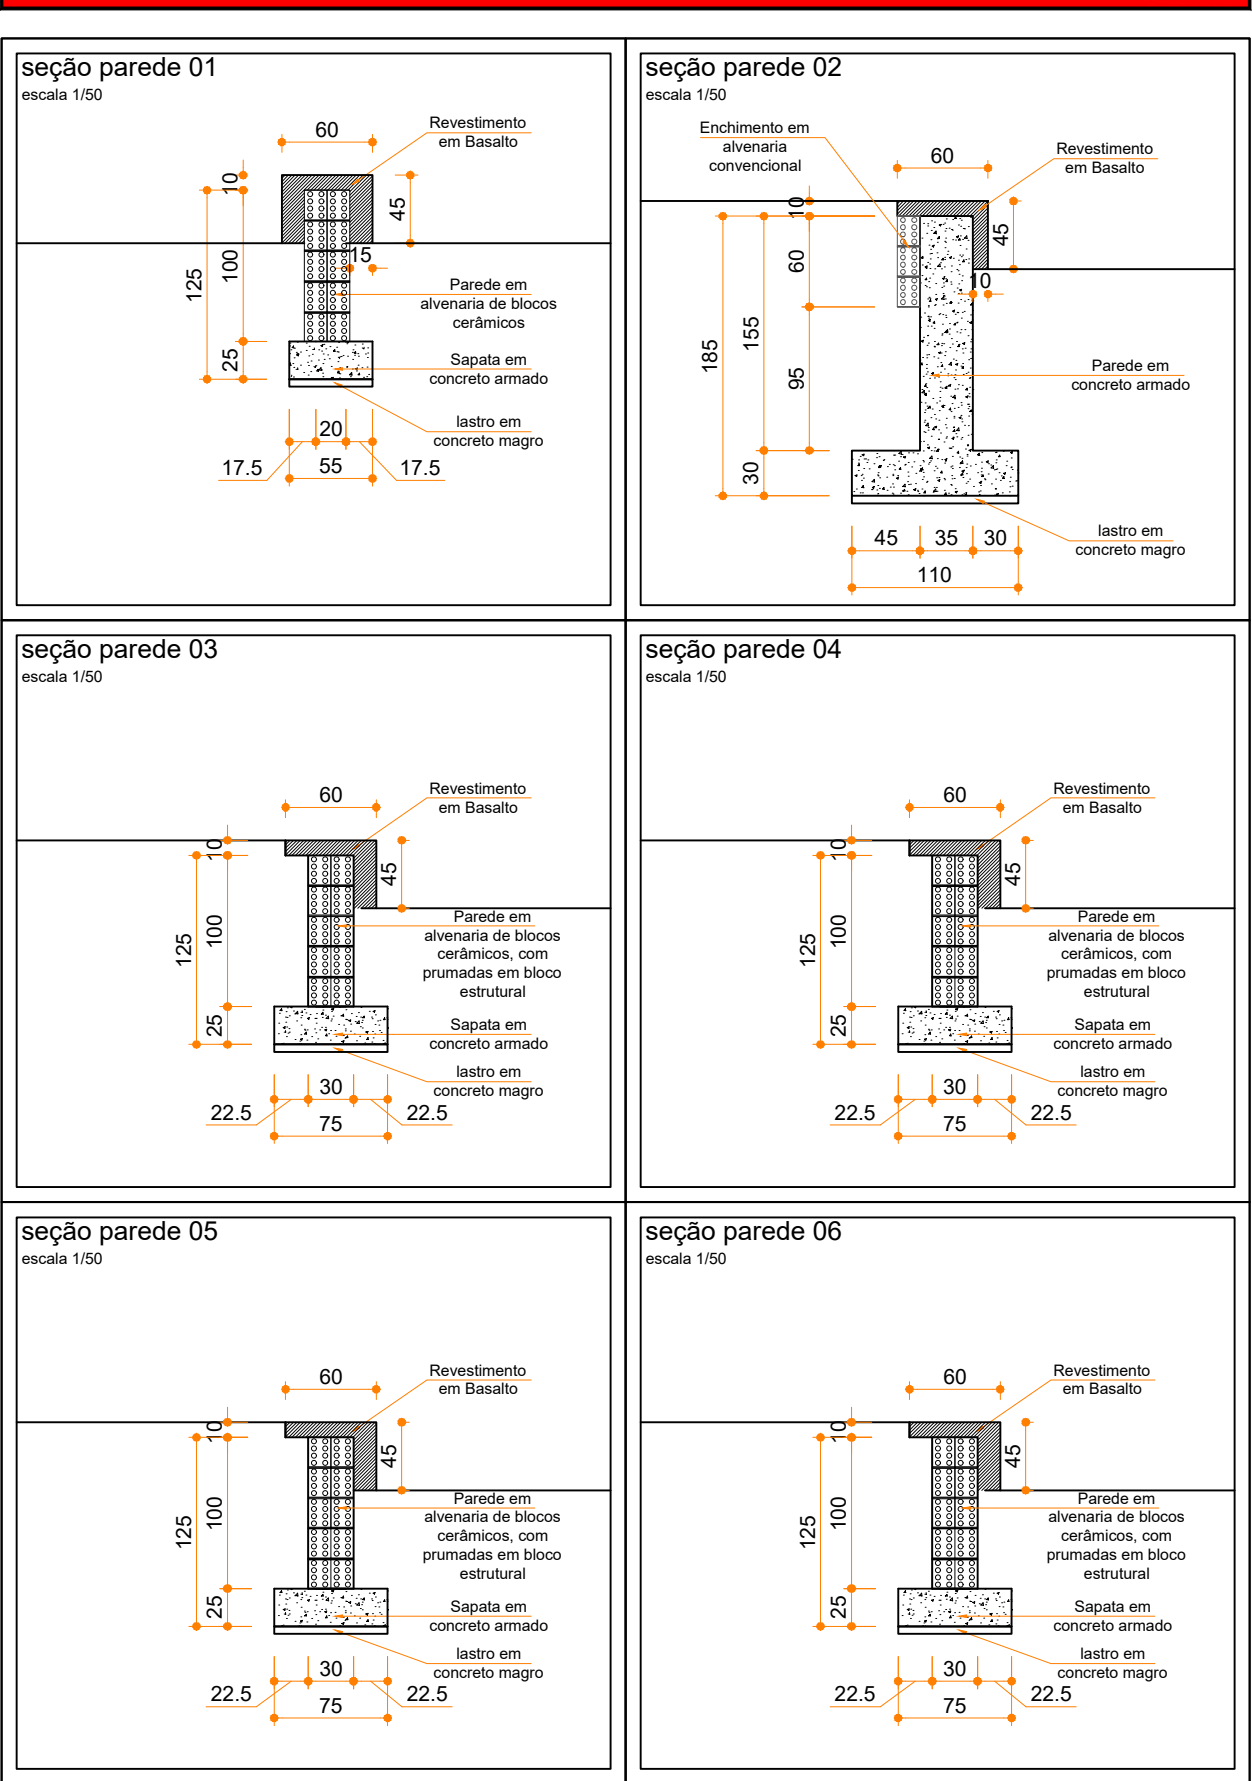 seção parede 01
escala 1/50
60
Revestimento
em Basalto
10
45
15
125
100
25
Parede em
alvenaria de blocos
cerâmicos
Sapata em
concreto armado
lastro em
concreto magro
20
17.5
55
17.5
seção parede 02
escala 1/50
Enchimento em
alvenaria
convencional
60
Revestimento
em Basalto
10
45
60
10
185
155
95
30
Parede em
concreto armado
lastro em
concreto magro
45
35
30
110
seção parede 03
escala 1/50
60
Revestimento
em Basalto
10
45
125
100
25
Parede em
alvenaria de blocos
cerâmicos, com
prumadas em bloco
estrutural
Sapata em
concreto armado
lastro em
concreto magro
30
22.5
75
22.5
seção parede 04
escala 1/50
60
Revestimento
em Basalto
10
45
125
100
25
Parede em
alvenaria de blocos
cerâmicos, com
prumadas em bloco
estrutural
Sapata em
concreto armado
lastro em
concreto magro
30
22.5
75
22.5
seção parede 05
escala 1/50
60
Revestimento
em Basalto
10
45
125
100
25
Parede em
alvenaria de blocos
cerâmicos, com
prumadas em bloco
estrutural
Sapata em
concreto armado
lastro em
concreto magro
30
22.5
75
22.5
seção parede 06
escala 1/50
60
Revestimento
em Basalto
10
45
125
100
25
Parede em
alvenaria de blocos
cerâmicos, com
prumadas em bloco
estrutural
Sapata em
concreto armado
lastro em
concreto magro
30
22.5
75
22.5